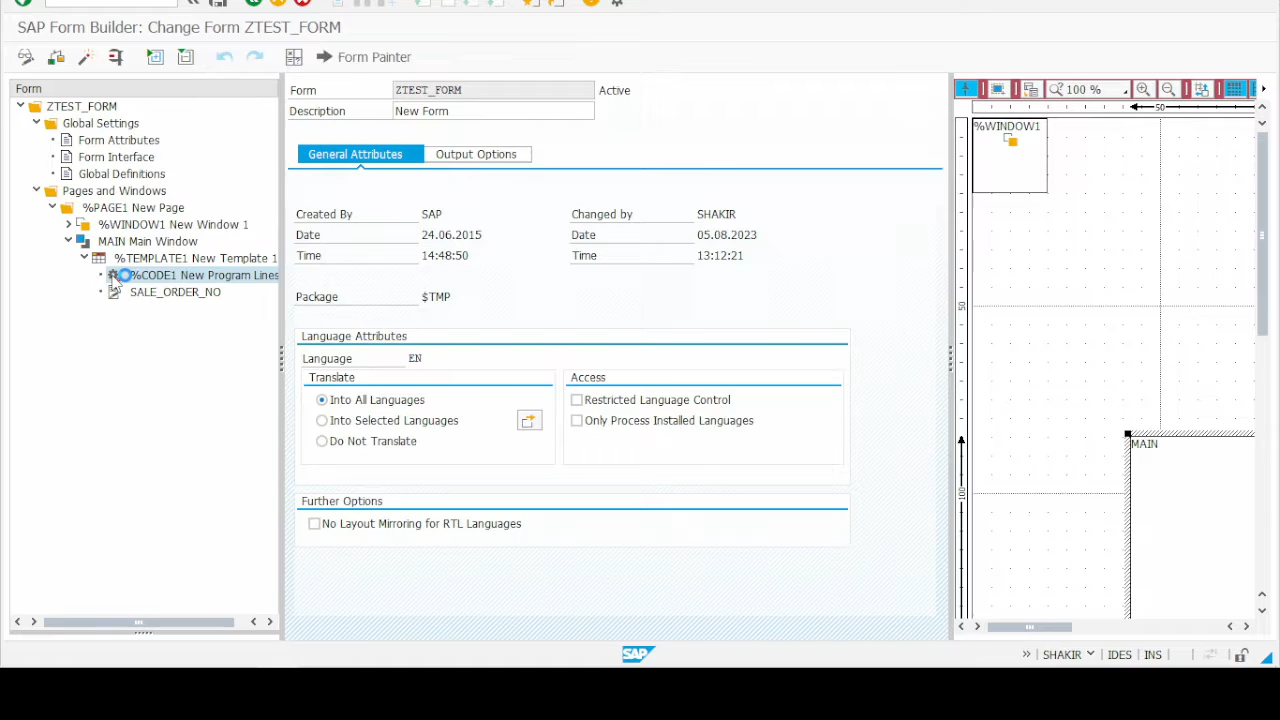 SAP Form Builder: Change Form ZTEST_FORM
Form Painter
Form
ZTEST_FORM
Global Settings
Form Attributes
Form Interface
Global Definitions
Pages and Windows
%PAGE1 New Page
%WINDOW1 New Window 1
MAIN Main Window
%TEMPLATE1 New Template 1
%CODE1 New Program Lines
SALE_ORDER_NO
Form ZTEST_FORM Active
Description New Form
General Attributes Output Options
Created By SAP Changed by SHAKIR
Date 24.06.2015 Date 05.08.2023
Time 14:48:50 Time 13:12:21
Package $TMP
Language Attributes
Language EN
Translate Access
Into All Languages Restricted Language Control
Into Selected Languages Only Process Installed Languages
Do Not Translate
Further Options
No Layout Mirroring for RTL Languages
100 %
50
%WINDOW1
50
MAIN
100
SAP
SHAKIR IDES INS